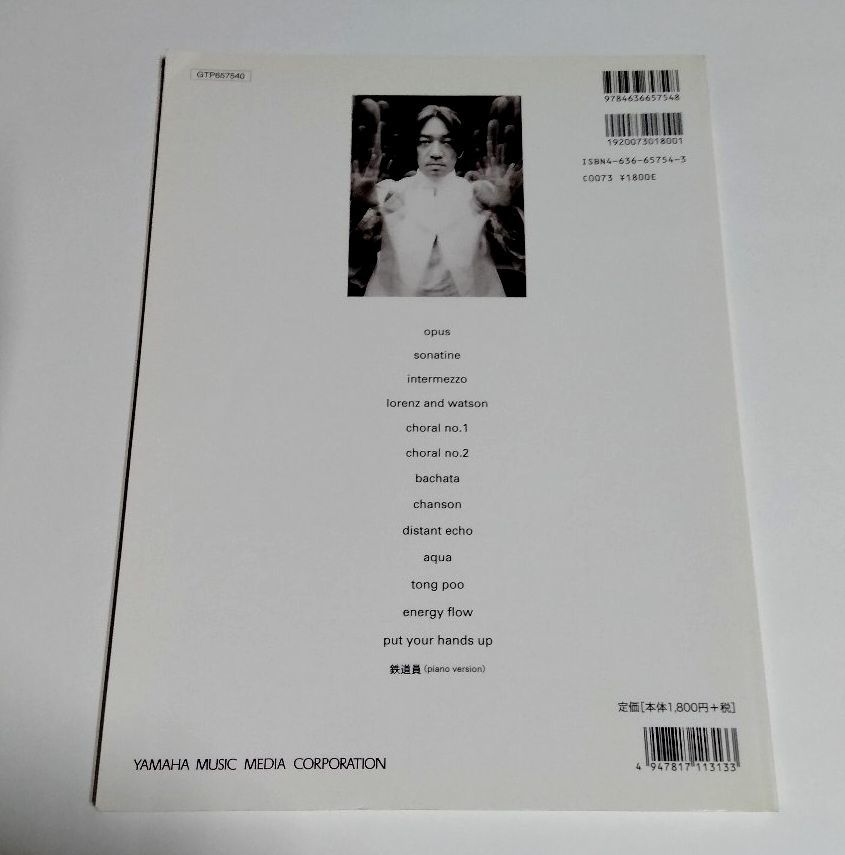 GTP657540
9784636657548
1920073018001
ISBN4-636-65754-3
C0073 ¥1800E
opus
sonatine
intermezzo
lorenz and watson
choral no.1
choral no.2
bachata
chanson
distant echo
aqua
tong poo
energy flow
put your hands up
鉄道員 (piano version)
定価[本体1,800円+税]
YAMAHA MUSIC MEDIA CORPORATION
4 947817 113133